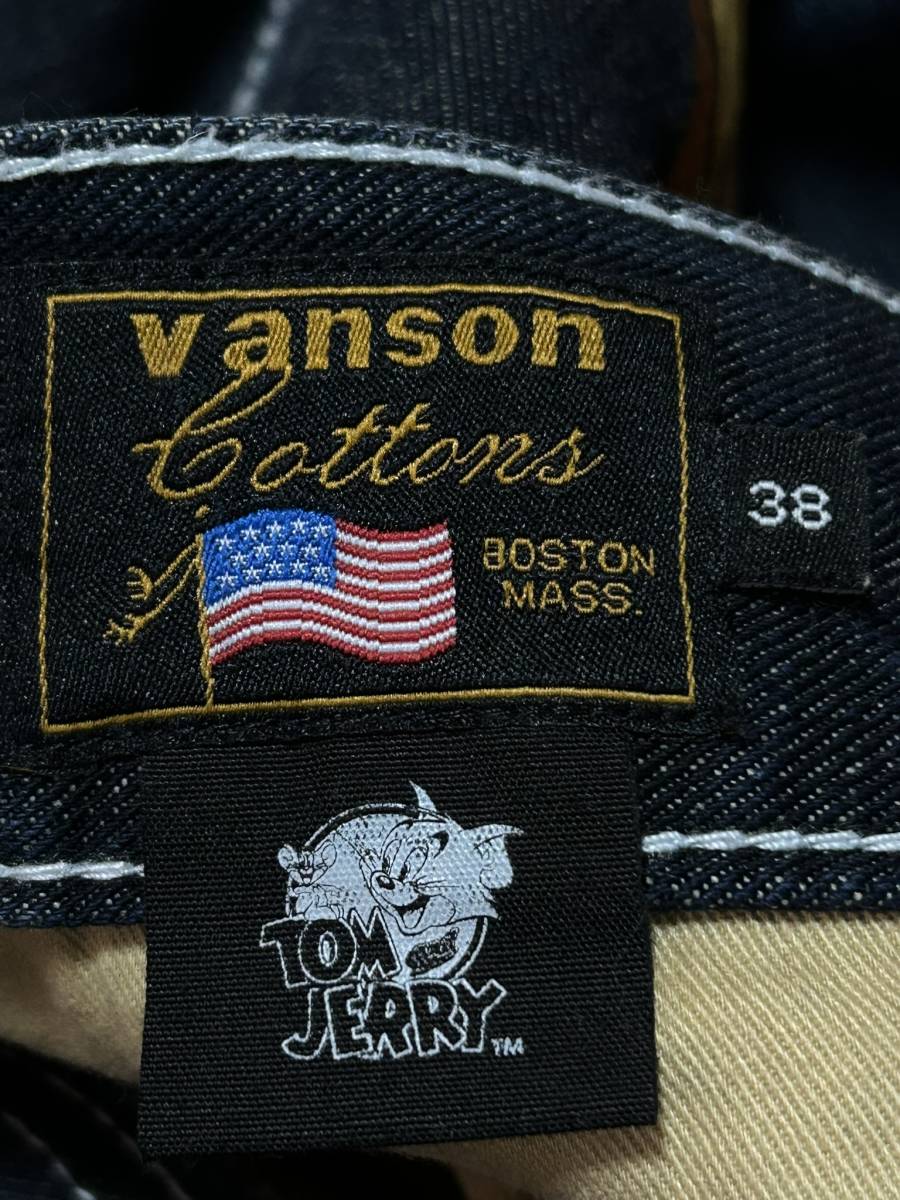 vanson
Cottons
BOSTON
MASS.
38
TOM
JERRY TM